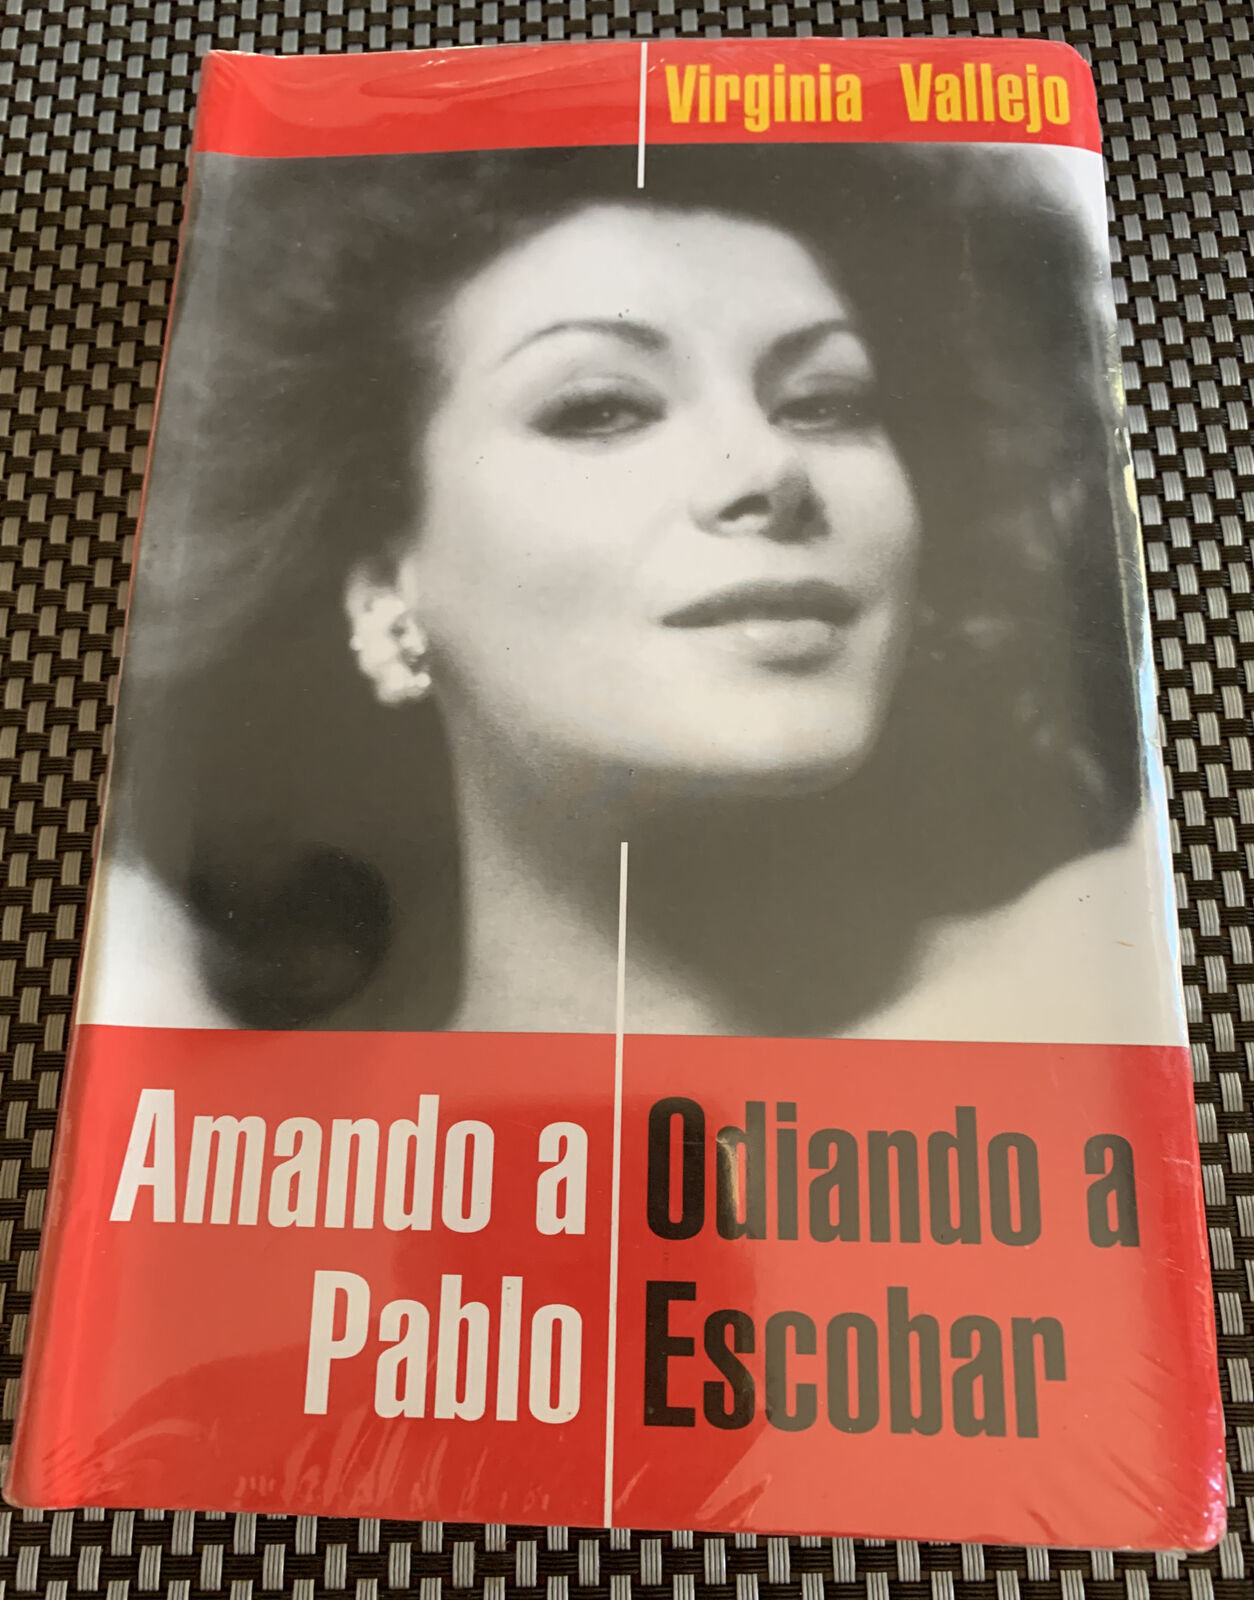 Virginia Vallejo
Amando a
Pablo
Odiando a
Escobar